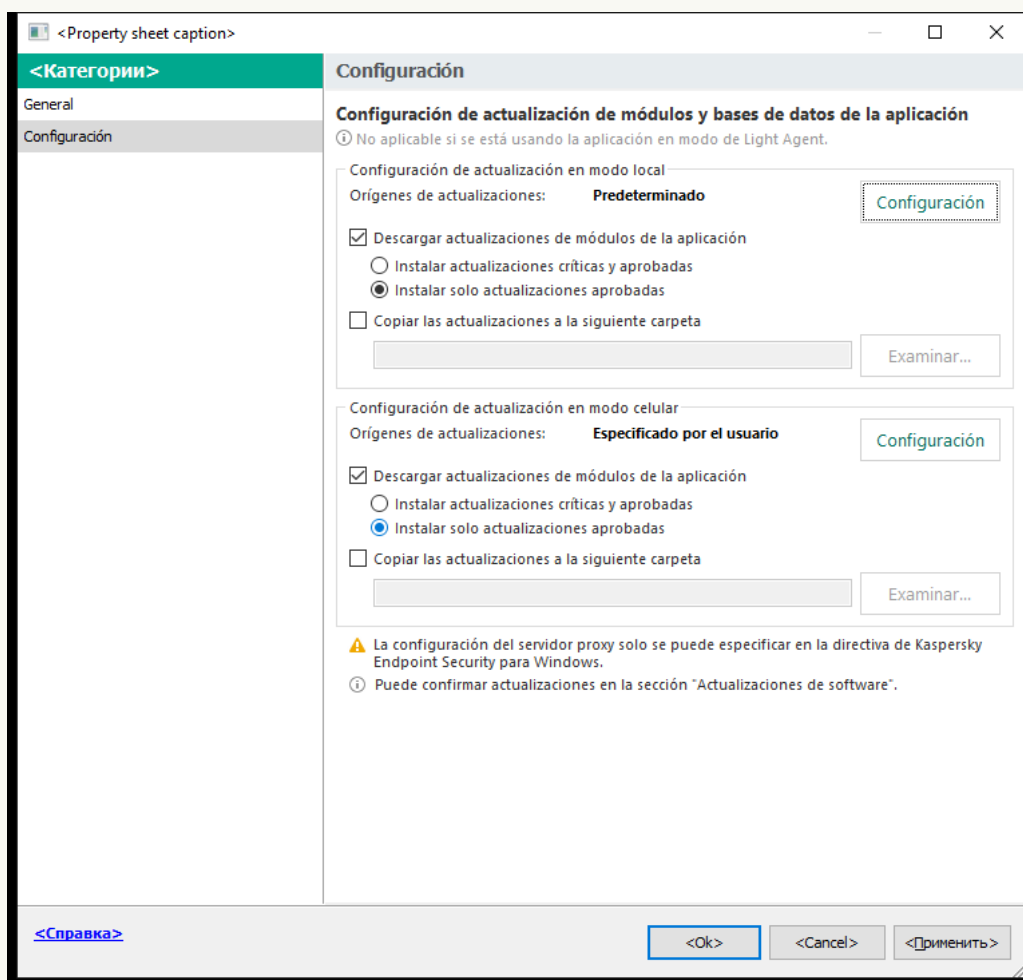 <Property sheet caption>
<Категории>
General
Configuración
Configuración
Configuración de actualización de módulos y bases de datos de la aplicación
No aplicable si se está usando la aplicación en modo de Light Agent.
Configuración de actualización en modo local
Orígenes de actualizaciones: Predeterminado
Configuración
Descargar actualizaciones de módulos de la aplicación
Instalar actualizaciones críticas y aprobadas
Instalar solo actualizaciones aprobadas
Copiar las actualizaciones a la siguiente carpeta
Examinar...
Configuración de actualización en modo celular
Orígenes de actualizaciones: Especificado por el usuario
Configuración
Descargar actualizaciones de módulos de la aplicación
Instalar actualizaciones críticas y aprobadas
Instalar solo actualizaciones aprobadas
Copiar las actualizaciones a la siguiente carpeta
Examinar...
La configuración del servidor proxy solo se puede especificar en la directiva de Kaspersky
Endpoint Security para Windows.
Puede confirmar actualizaciones en la sección "Actualizaciones de software".
<Справка>
<Ok>
<Cancel>
<Применить>